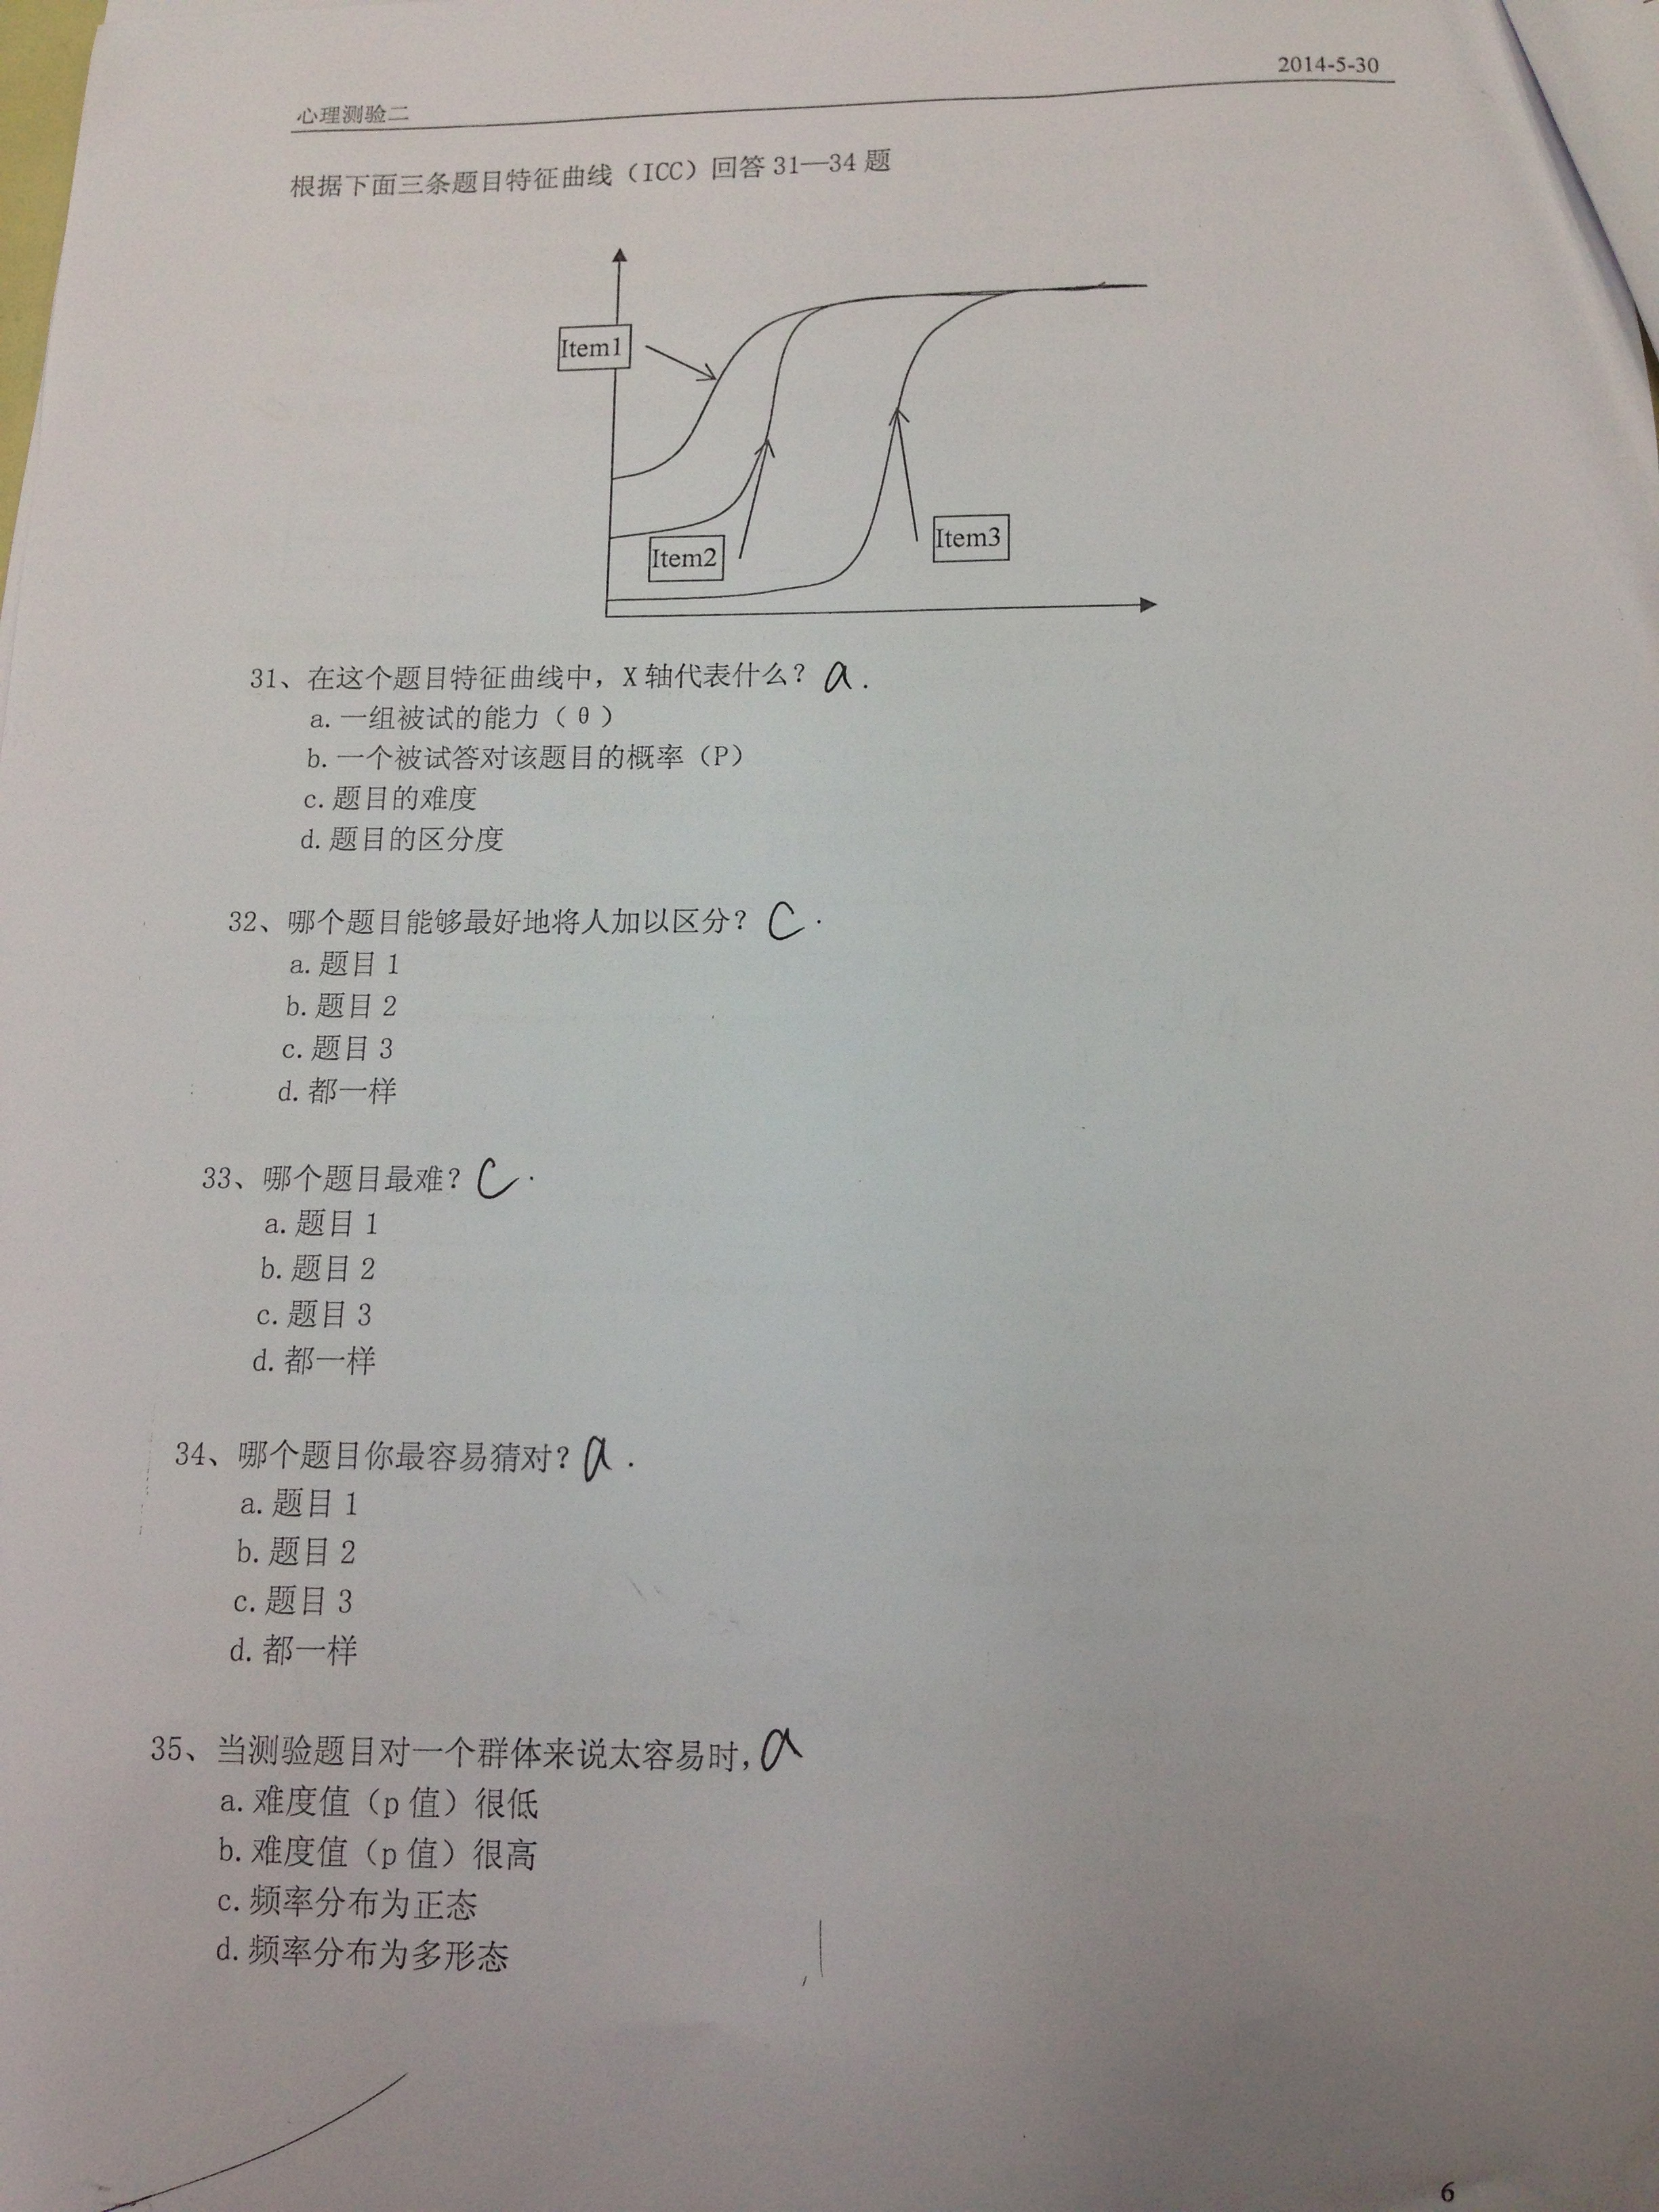 2014-5-30
心理测验二
根据下面三条题目特征曲线（ICC）回答 31—34 题
Item1
Item2
Item3
31、在这个题目特征曲线中，X 轴代表什么？a.
a. 一组被试的能力（θ）
b. 一个被试答对该题目的概率（P）
c. 题目的难度
d. 题目的区分度
32、哪个题目能够最好地将人加以区分？C.
a. 题目 1
b. 题目 2
c. 题目 3
d. 都一样
33、哪个题目最难？C.
a. 题目 1
b. 题目 2
c. 题目 3
d. 都一样
34、哪个题目你最容易猜对？a.
a. 题目 1
b. 题目 2
c. 题目 3
d. 都一样
35、当测验题目对一个群体来说太容易时，a
a. 难度值（p 值）很低
b. 难度值（p 值）很高
c. 频率分布为正态
d. 频率分布为多形态
6